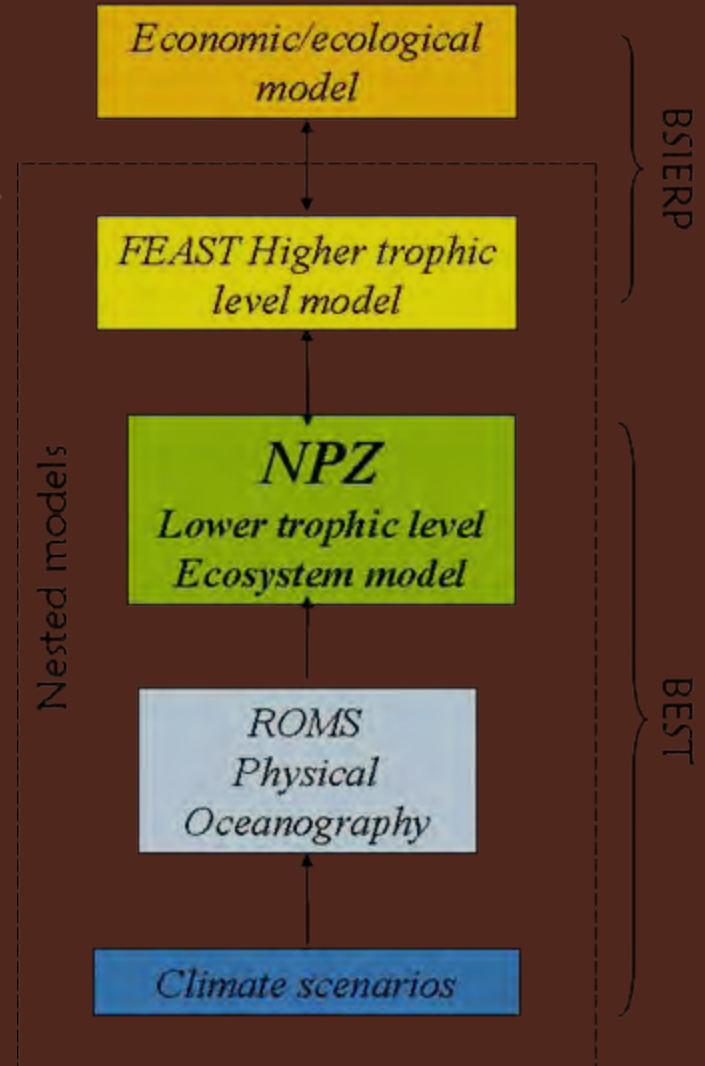 Economic/ecological
model
BSIERP
FEAST Higher trophic
level model
Nested models
NPZ
Lower trophic level
Ecosystem model
BEST
ROMS
Physical
Oceanography
Climate scenarios